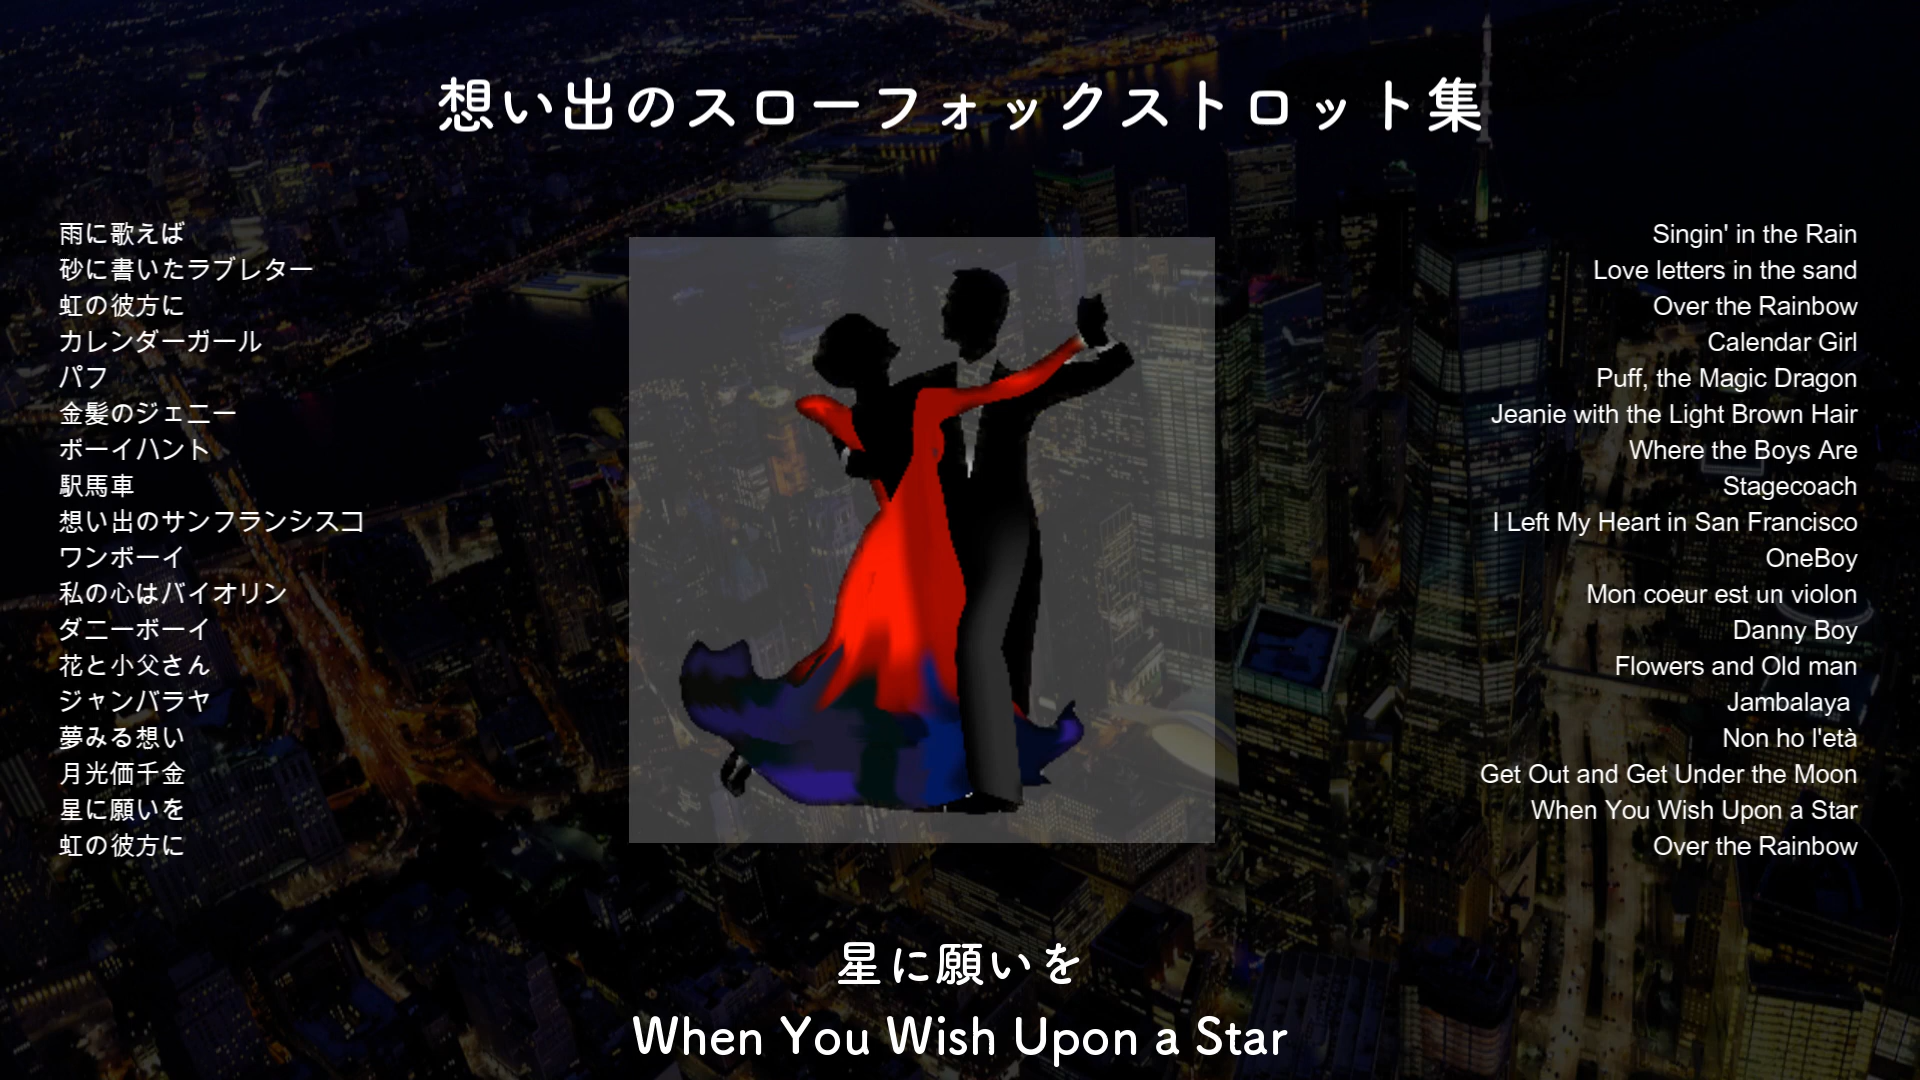 想い出のスローフォックストロット集
雨に歌えば
砂に書いたラブレター
虹の彼方に
カレンダーガール
パフ
金髪のジェニー
ボーイハント
駅馬車
想い出のサンフランシスコ
ワンボーイ
私の心はバイオリン
ダニーボーイ
花と小父さん
ジャンバラヤ
夢みる想い
月光価千金
星に願いを
虹の彼方に
Singin' in the Rain
Love letters in the sand
Over the Rainbow
Calendar Girl
Puff, the Magic Dragon
Jeanie with the Light Brown Hair
Where the Boys Are
Stagecoach
I Left My Heart in San Francisco
OneBoy
Mon coeur est un violon
Danny Boy
Flowers and Old man
Jambalaya
Non ho l'età
Get Out and Get Under the Moon
When You Wish Upon a Star
Over the Rainbow
星に願いを
When You Wish Upon a Star